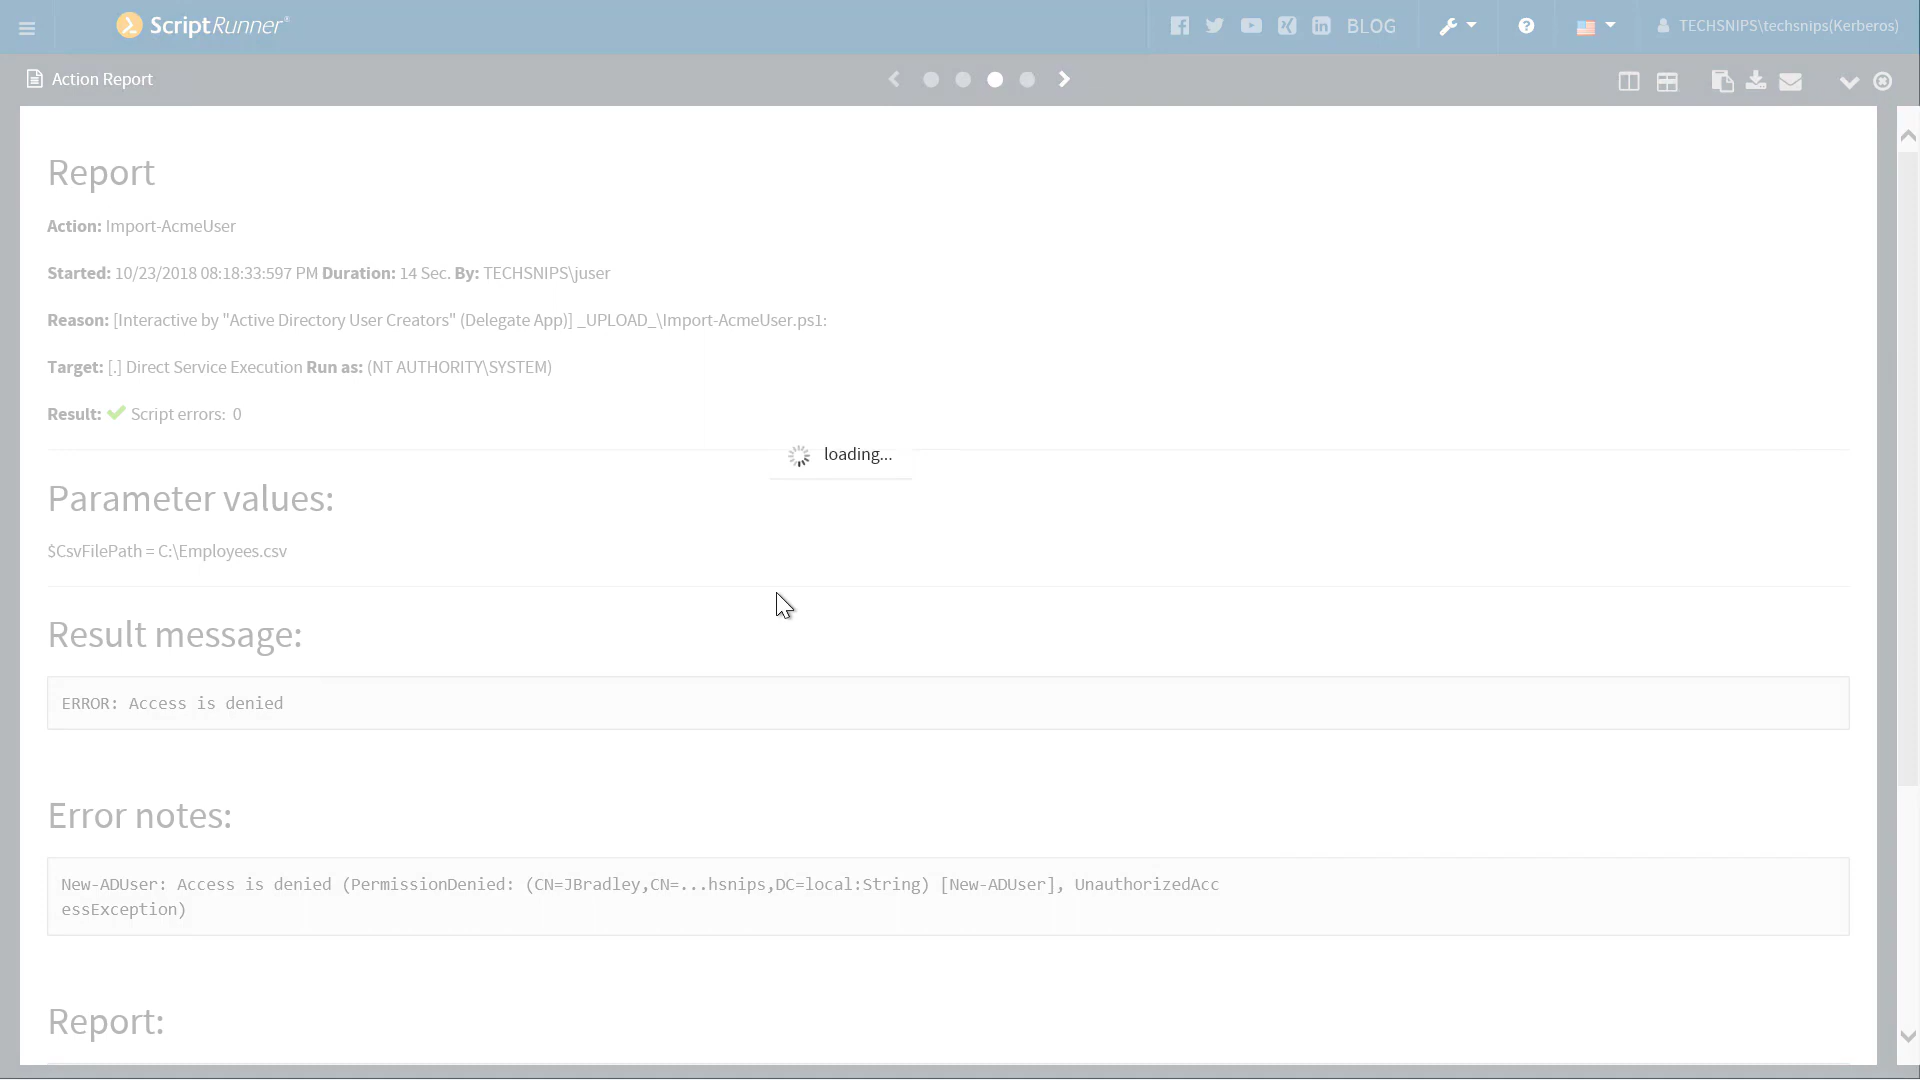 ScriptRunner®
BLOG
TECHSNIPS\techsnips(Kerberos)
Action Report
Report
Action: Import-AcmeUser
Started: 10/23/2018 08:18:33:597 PM Duration: 14 Sec. By: TECHSNIPS\juser
Reason: [Interactive by "Active Directory User Creators" (Delegate App)] _UPLOAD_\Import-AcmeUser.ps1:
Target: [.] Direct Service Execution Run as: (NT AUTHORITY\SYSTEM)
Result: Script errors: 0
loading...
Parameter values:
$CsvFilePath = C:\Employees.csv
Result message:
ERROR: Access is denied
Error notes:
New-ADUser: Access is denied (PermissionDenied: (CN=JBradley,CN=...hsnips,DC=local:String) [New-ADUser], UnauthorizedAcc
essException)
Report: